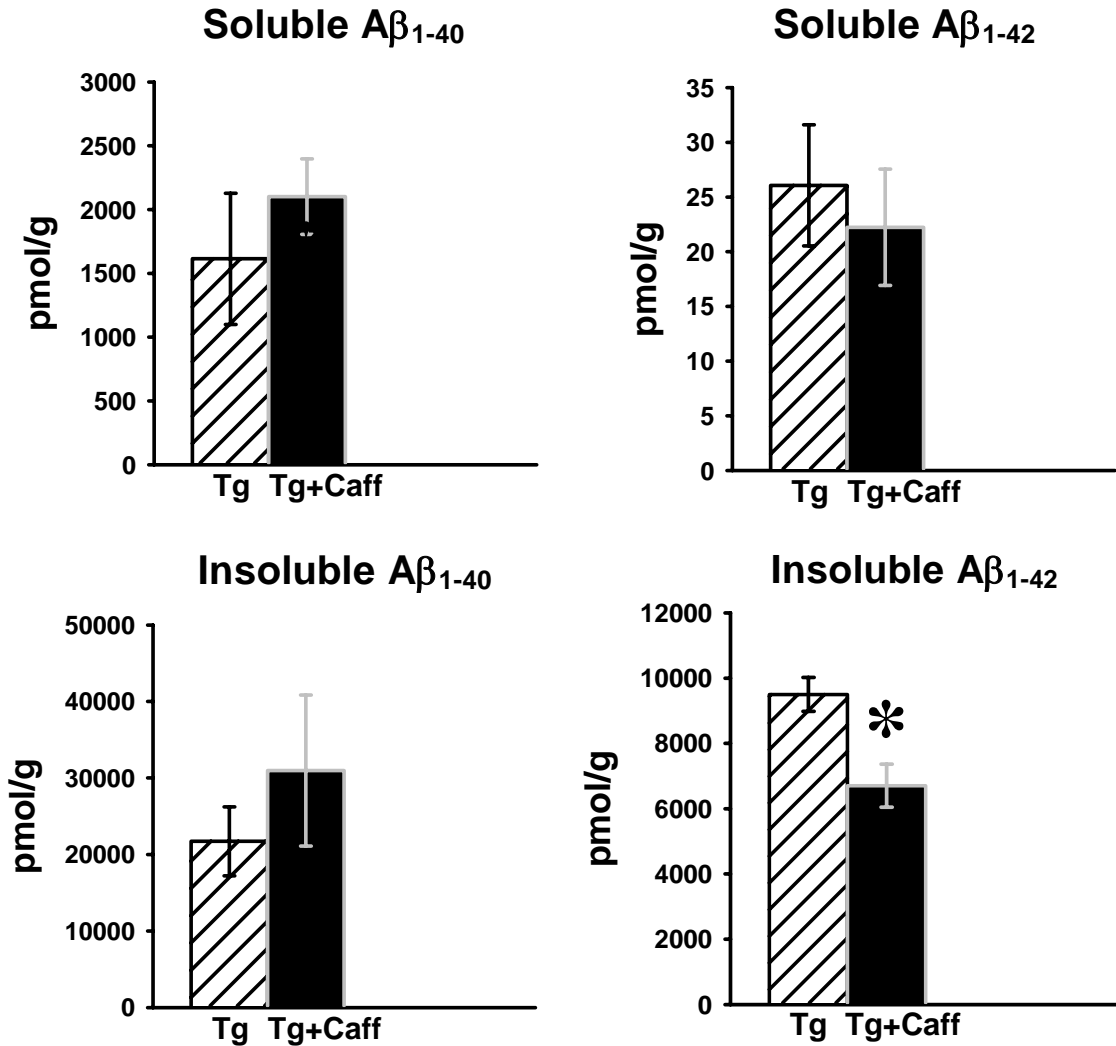 Soluble Aβ1-40
3000
2500
2000
1500
1000
500
0
pmol/g
Tg Tg+Caff
Soluble Aβ1-42
35
30
25
20
15
10
5
0
pmol/g
Tg Tg+Caff
Insoluble Aβ1-40
50000
40000
30000
20000
10000
0
pmol/g
Tg Tg+Caff
Insoluble Aβ1-42
12000
10000
8000
6000
4000
2000
0
pmol/g
*
Tg Tg+Caff